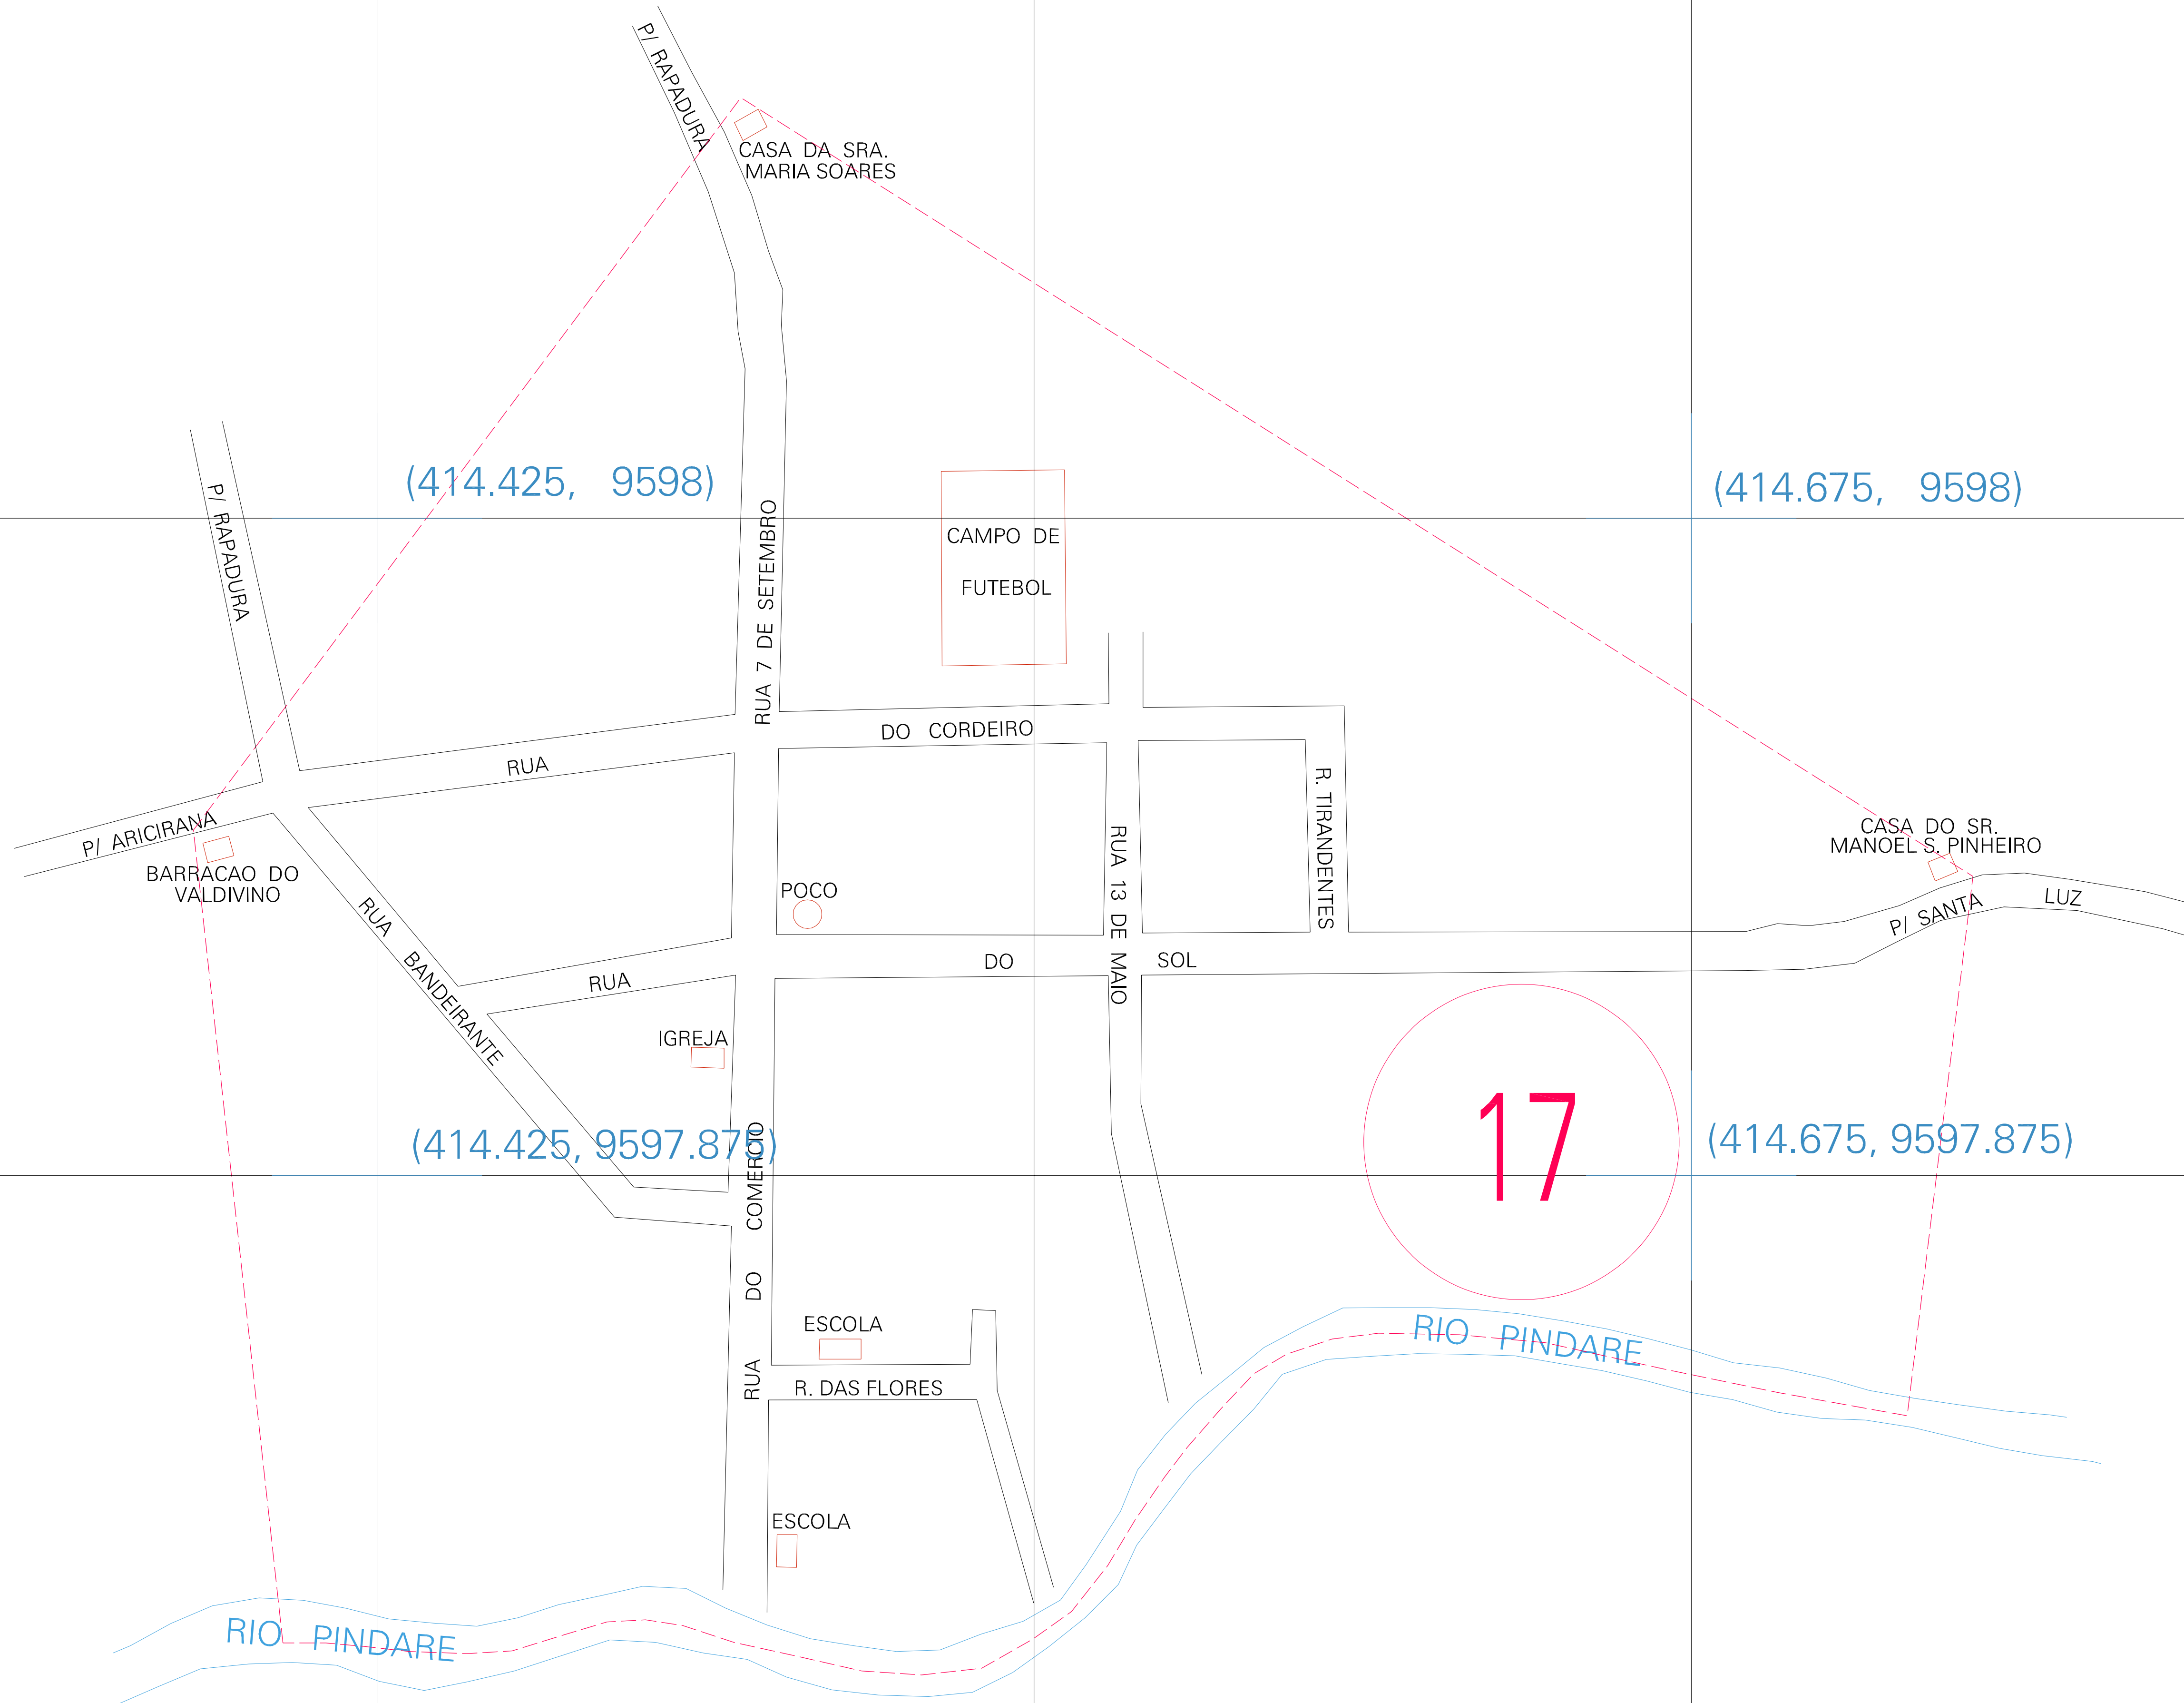 P/ RAPADURA
CASA DA SRA.
MARIA SOARES
(414.425, 9598)
(414.675, 9598)
P/ RAPADURA
RUA 7 DE SETEMBRO
CAMPO DE
FUTEBOL
DO CORDEIRO
RUA
R. TIRANDENTES
P/ ARICIRANA
BARRACAO DO
VALDIVINO
CASA DO SR.
MANOEL S. PINHEIRO
POCO
RUA 13 DE MAIO
P/ SANTA LUZ
RUA BANDEIRANTE
RUA DO SOL
IGREJA
17
(414.425, 9597.875)
(414.675, 9597.875)
RUA DO COMERCIO
ESCOLA
RIO PINDARE
R. DAS FLORES
ESCOLA
RIO PINDARE